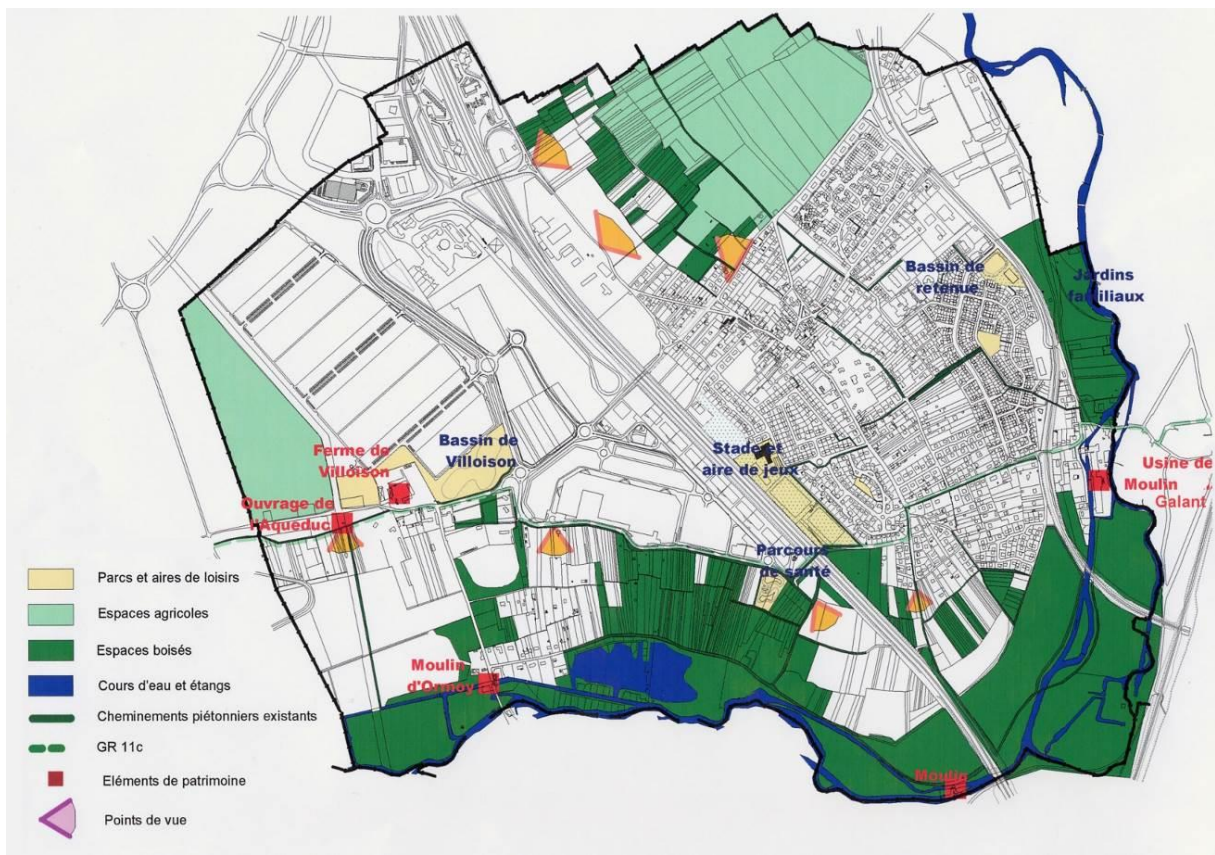 Bassin de
retenue
Jardins
familiaux
Ferme de
Villoison
Bassin de
Villoison
Stade et
aire de jeux
Usine de
Moulin
Galant
Ouvrage de
l'Aqueduc
Parcours
de santé
Moulin
d'Ormoy
Moulin
Parcs et aires de loisirs
Espaces agricoles
Espaces boisés
Cours d'eau et étangs
Cheminements piétonniers existants
GR 11c
Eléments de patrimoine
Points de vue